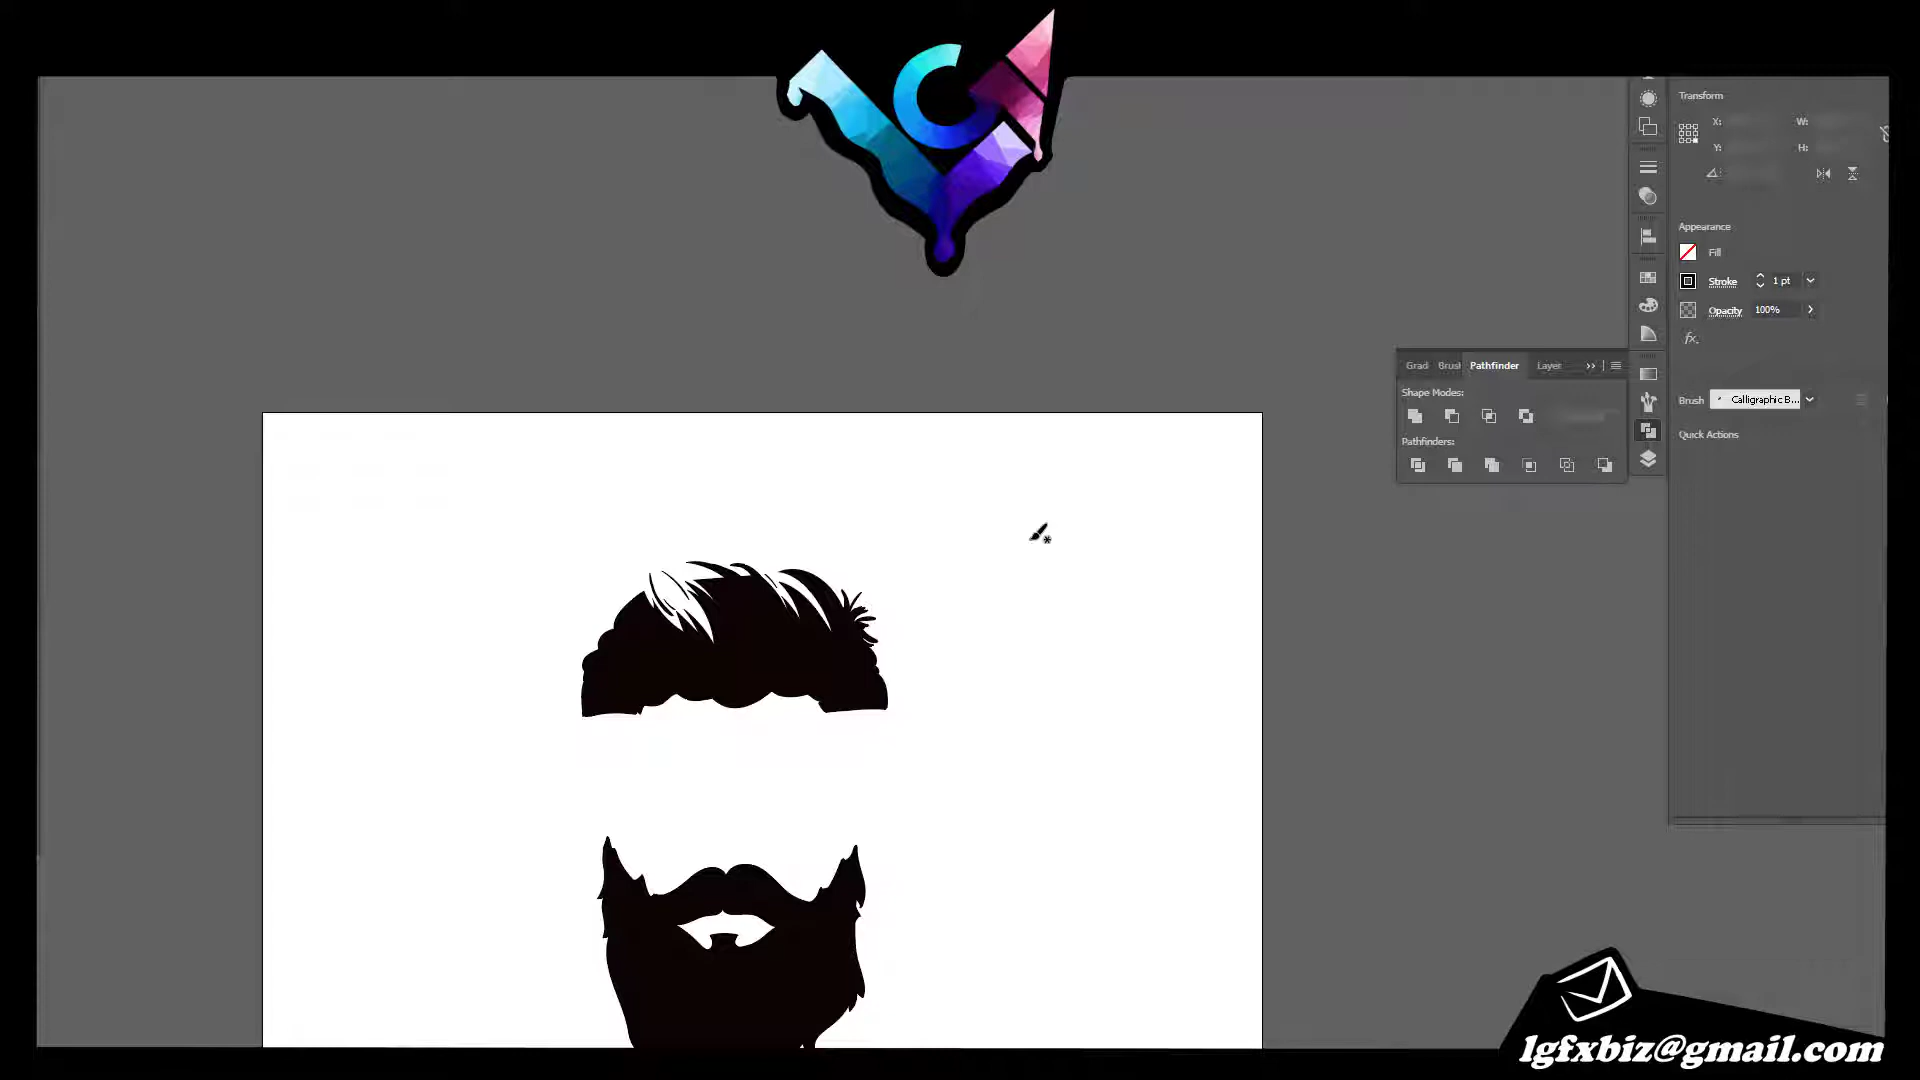 Transform
X:
W:
Y:
H:
Appearance
Fill
Stroke
1 pt
Opacity
100%
fx.
Grad
Brush
Pathfinder
Layer
Shape Modes:
Pathfinders:
Brush
Calligraphic B...
Quick Actions
lgfxbiz@gmail.com